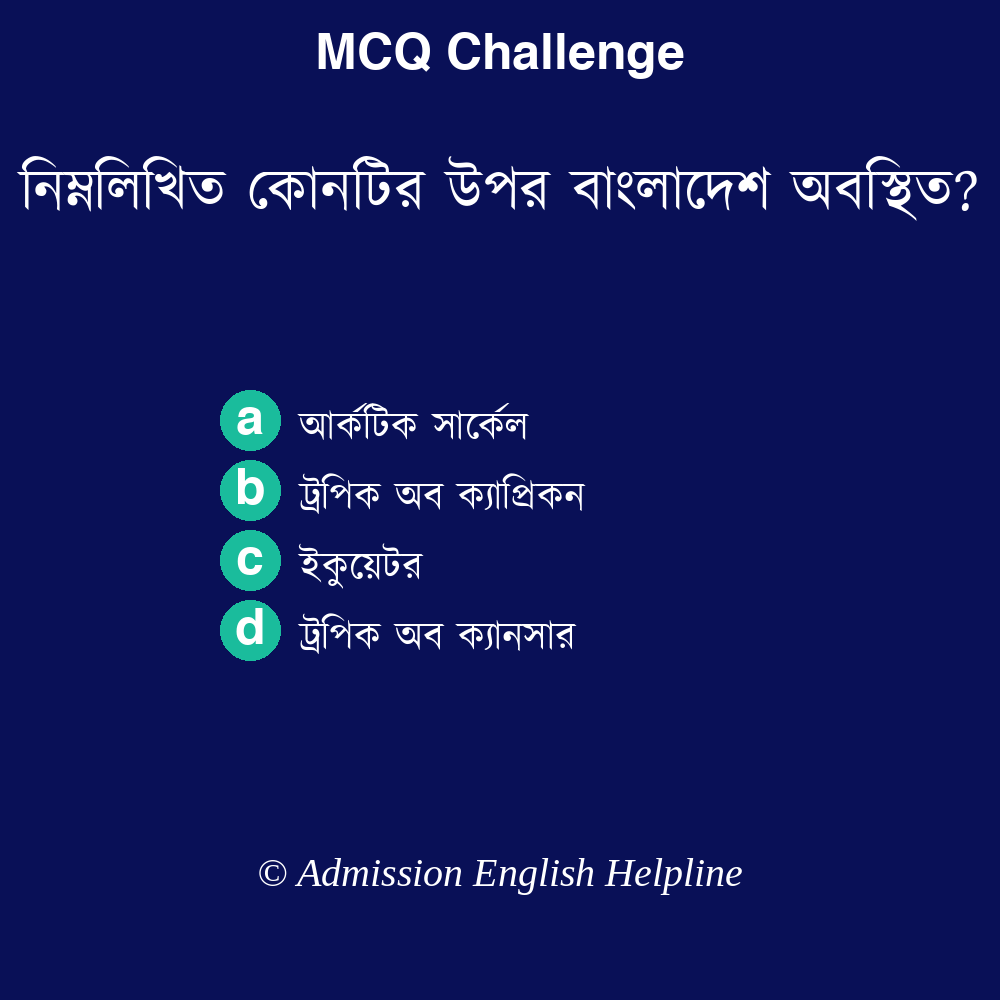 MCQ Challenge
নিম্নলিখিত কোনটির উপর বাংলাদেশ অবস্থিত?
a আর্কটিক সার্কেল
b ট্রপিক অব ক্যাপ্রিকন
c ইকুয়েটর
d ট্রপিক অব ক্যানসার
© Admission English Helpline